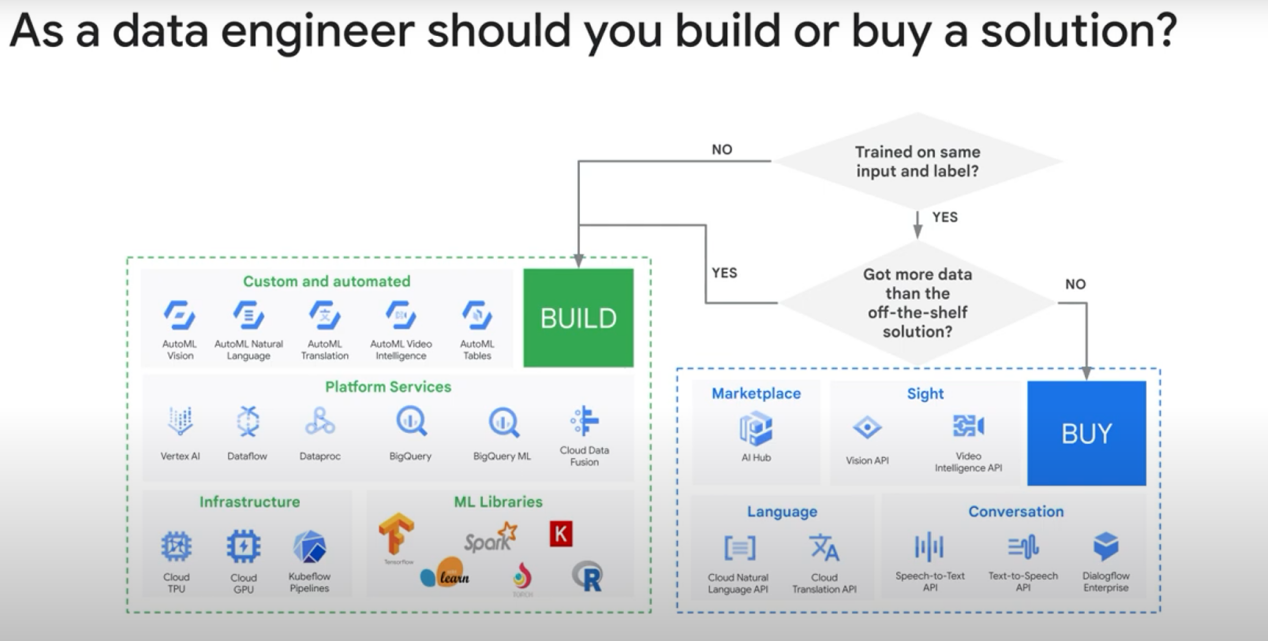 As a data engineer should you build or buy a solution?
Trained on same
input and label?
NO
YES
Got more data
than the
off-the-shelf
solution?
YES
NO
BUILD
Custom and automated
AutoML
Vision
AutoML Natural
Language
AutoML
Translation
AutoML Video
Intelligence
AutoML
Tables
Platform Services
Vertex AI
Dataflow
Dataproc
BigQuery
BigQuery ML
Cloud Data
Fusion
Infrastructure
Cloud
TPU
Cloud
GPU
Kubeflow
Pipelines
ML Libraries
Tensorflow
Spark
K
learn
R
BUY
Marketplace
AI Hub
Sight
Vision API
Video
Intelligence API
Language
Cloud Natural
Language API
Cloud
Translation API
Conversation
Speech-to-Text
API
Text-to-Speech
API
Dialogflow
Enterprise